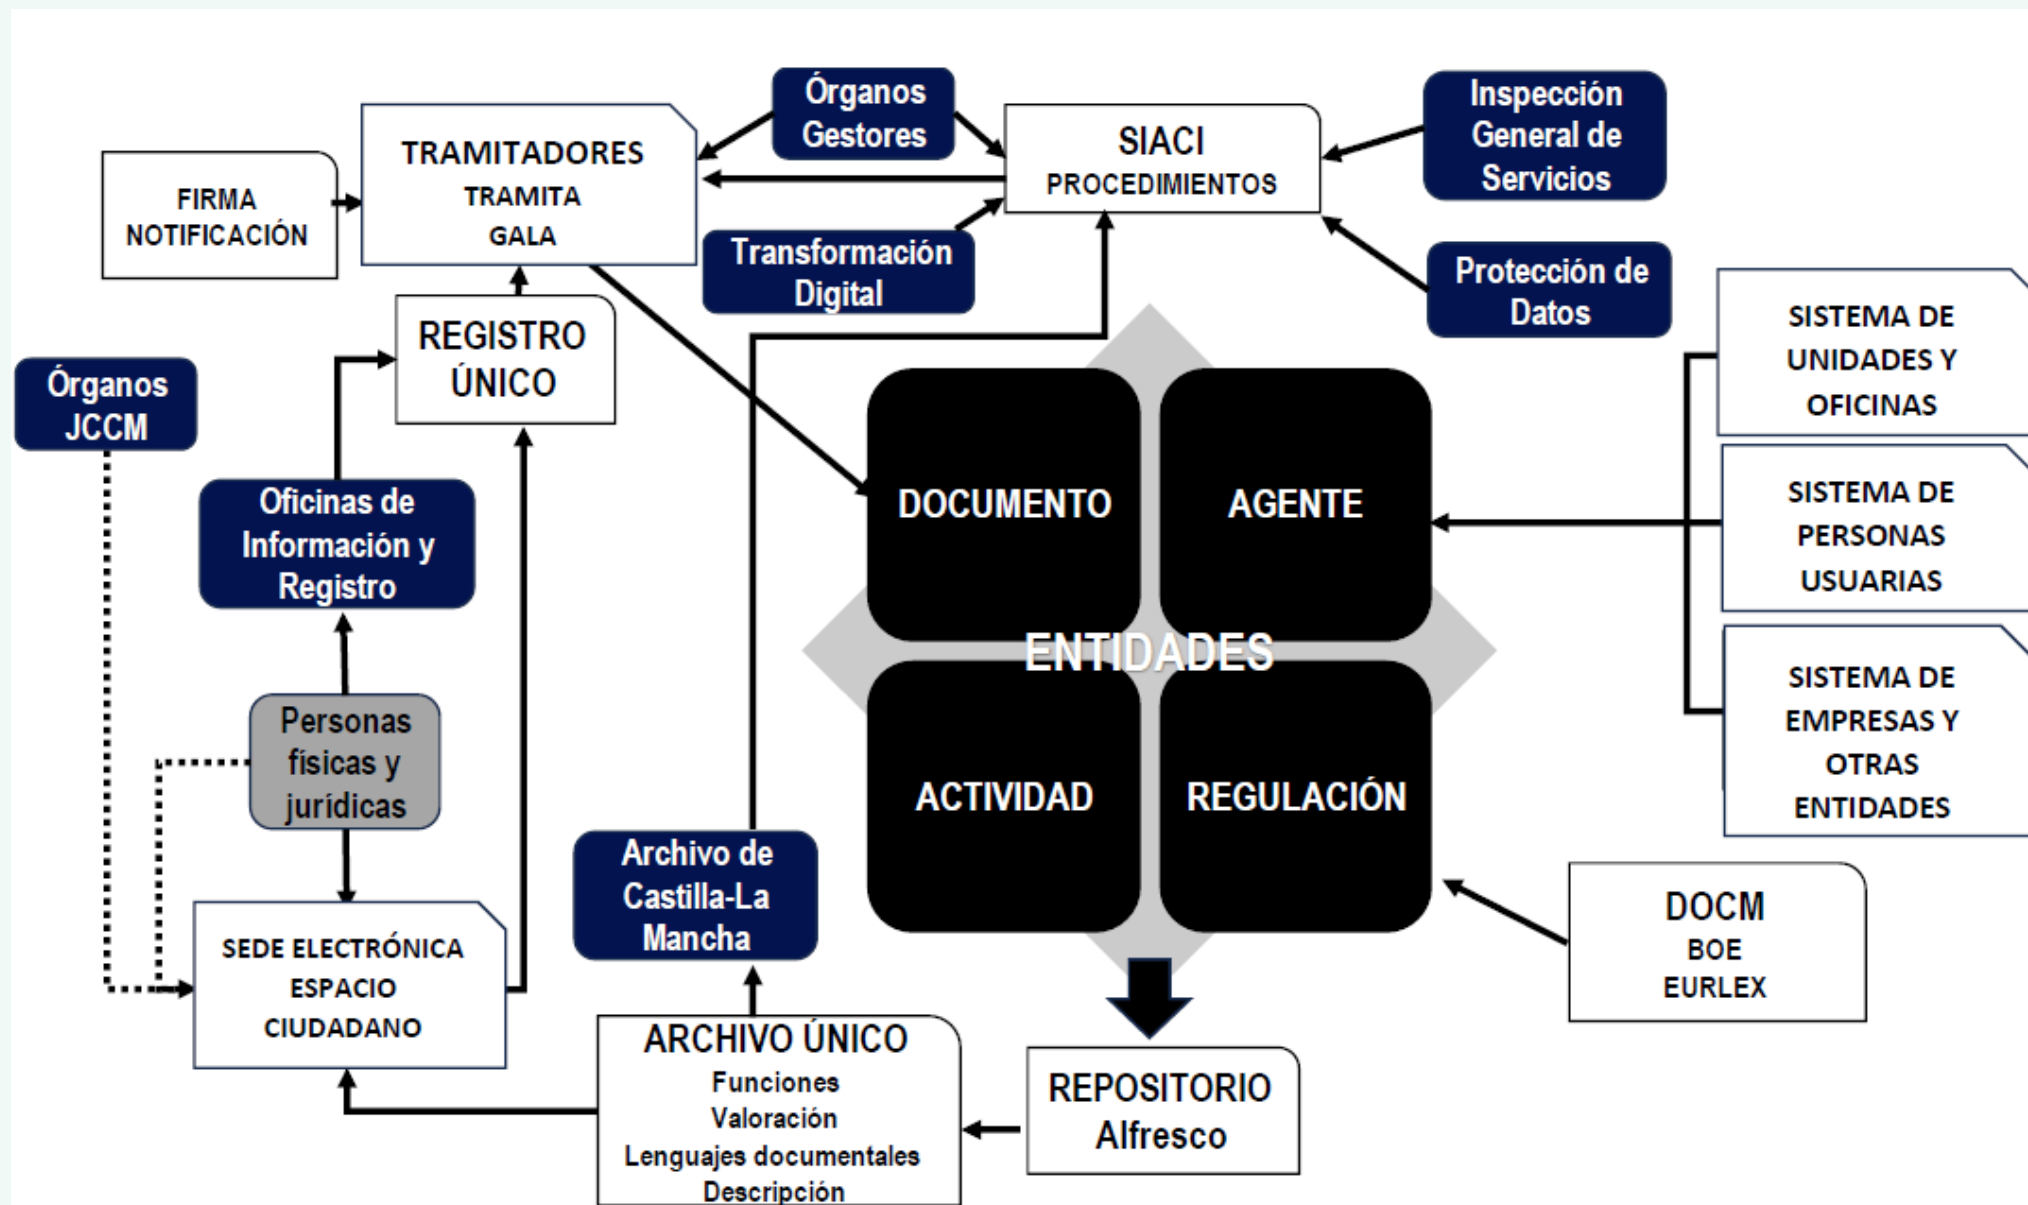 Órganos
Gestores
Inspección
General de
Servicios
SIACI
PROCEDIMIENTOS
TRAMITADORES
TRAMITA
GALA
FIRMA
NOTIFICACIÓN
Transformación
Digital
Protección de
Datos
REGISTRO
ÚNICO
SISTEMA DE
UNIDADES Y
OFICINAS
Órganos
JCCM
Oficinas de
Información y
Registro
DOCUMENTO
AGENTE
SISTEMA DE
PERSONAS
USUARIAS
ENTIDADES
Personas
físicas y
jurídicas
SISTEMA DE
EMPRESAS Y
OTRAS
ENTIDADES
ACTIVIDAD
REGULACIÓN
Archivo de
Castilla-La
Mancha
DOCM
BOE
EURLEX
SEDE ELECTRÓNICA
ESPACIO
CIUDADANO
ARCHIVO ÚNICO
Funciones
Valoración
Lenguajes documentales
Descripción
REPOSITORIO
Alfresco